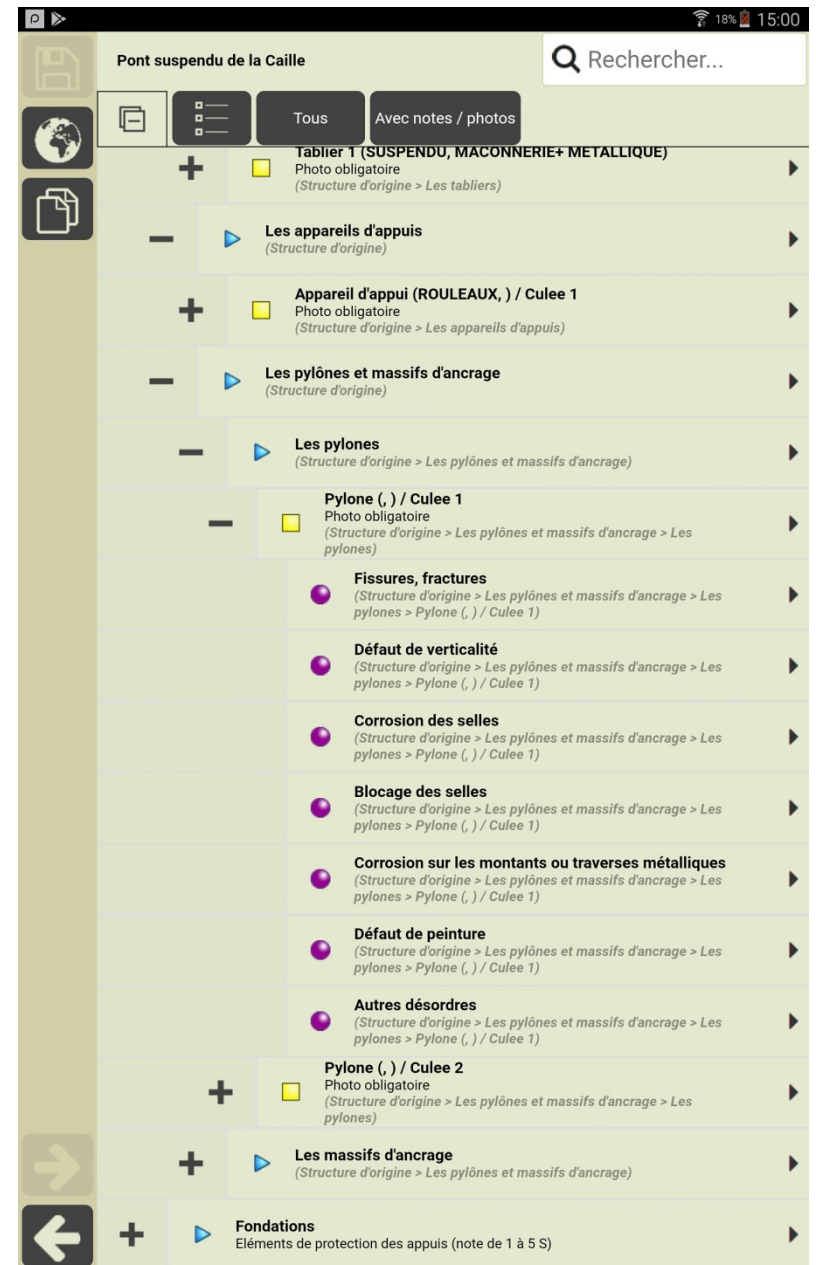 18% 15:00
Pont suspendu de la Caille
Rechercher...
Tous
Avec notes / photos
Tablier 1 (SUSPENDU, MACONNERIE+ METALLIQUE)
Photo obligatoire
(Structure d'origine > Les tabliers)
Les appareils d'appuis
(Structure d'origine)
Appareil d'appui (ROULEAUX, ) / Culee 1
Photo obligatoire
(Structure d'origine > Les appareils d'appuis)
Les pylônes et massifs d'ancrage
(Structure d'origine)
Les pylones
(Structure d'origine > Les pylônes et massifs d'ancrage)
Pylone (, ) / Culee 1
Photo obligatoire
(Structure d'origine > Les pylônes et massifs d'ancrage > Les
pylones)
Fissures, fractures
(Structure d'origine > Les pylônes et massifs d'ancrage > Les
pylones > Pylone (, ) / Culee 1)
Défaut de verticalité
(Structure d'origine > Les pylônes et massifs d'ancrage > Les
pylones > Pylone (, ) / Culee 1)
Corrosion des selles
(Structure d'origine > Les pylônes et massifs d'ancrage > Les
pylones > Pylone (, ) / Culee 1)
Blocage des selles
(Structure d'origine > Les pylônes et massifs d'ancrage > Les
pylones > Pylone (, ) / Culee 1)
Corrosion sur les montants ou traverses métalliques
(Structure d'origine > Les pylônes et massifs d'ancrage > Les
pylones > Pylone (, ) / Culee 1)
Défaut de peinture
(Structure d'origine > Les pylônes et massifs d'ancrage > Les
pylones > Pylone (, ) / Culee 1)
Autres désordres
(Structure d'origine > Les pylônes et massifs d'ancrage > Les
pylones > Pylone (, ) / Culee 1)
Pylone (, ) / Culee 2
Photo obligatoire
(Structure d'origine > Les pylônes et massifs d'ancrage > Les
pylones)
Les massifs d'ancrage
(Structure d'origine > Les pylônes et massifs d'ancrage)
Fondations
Eléments de protection des appuis (note de 1 à 5 S)